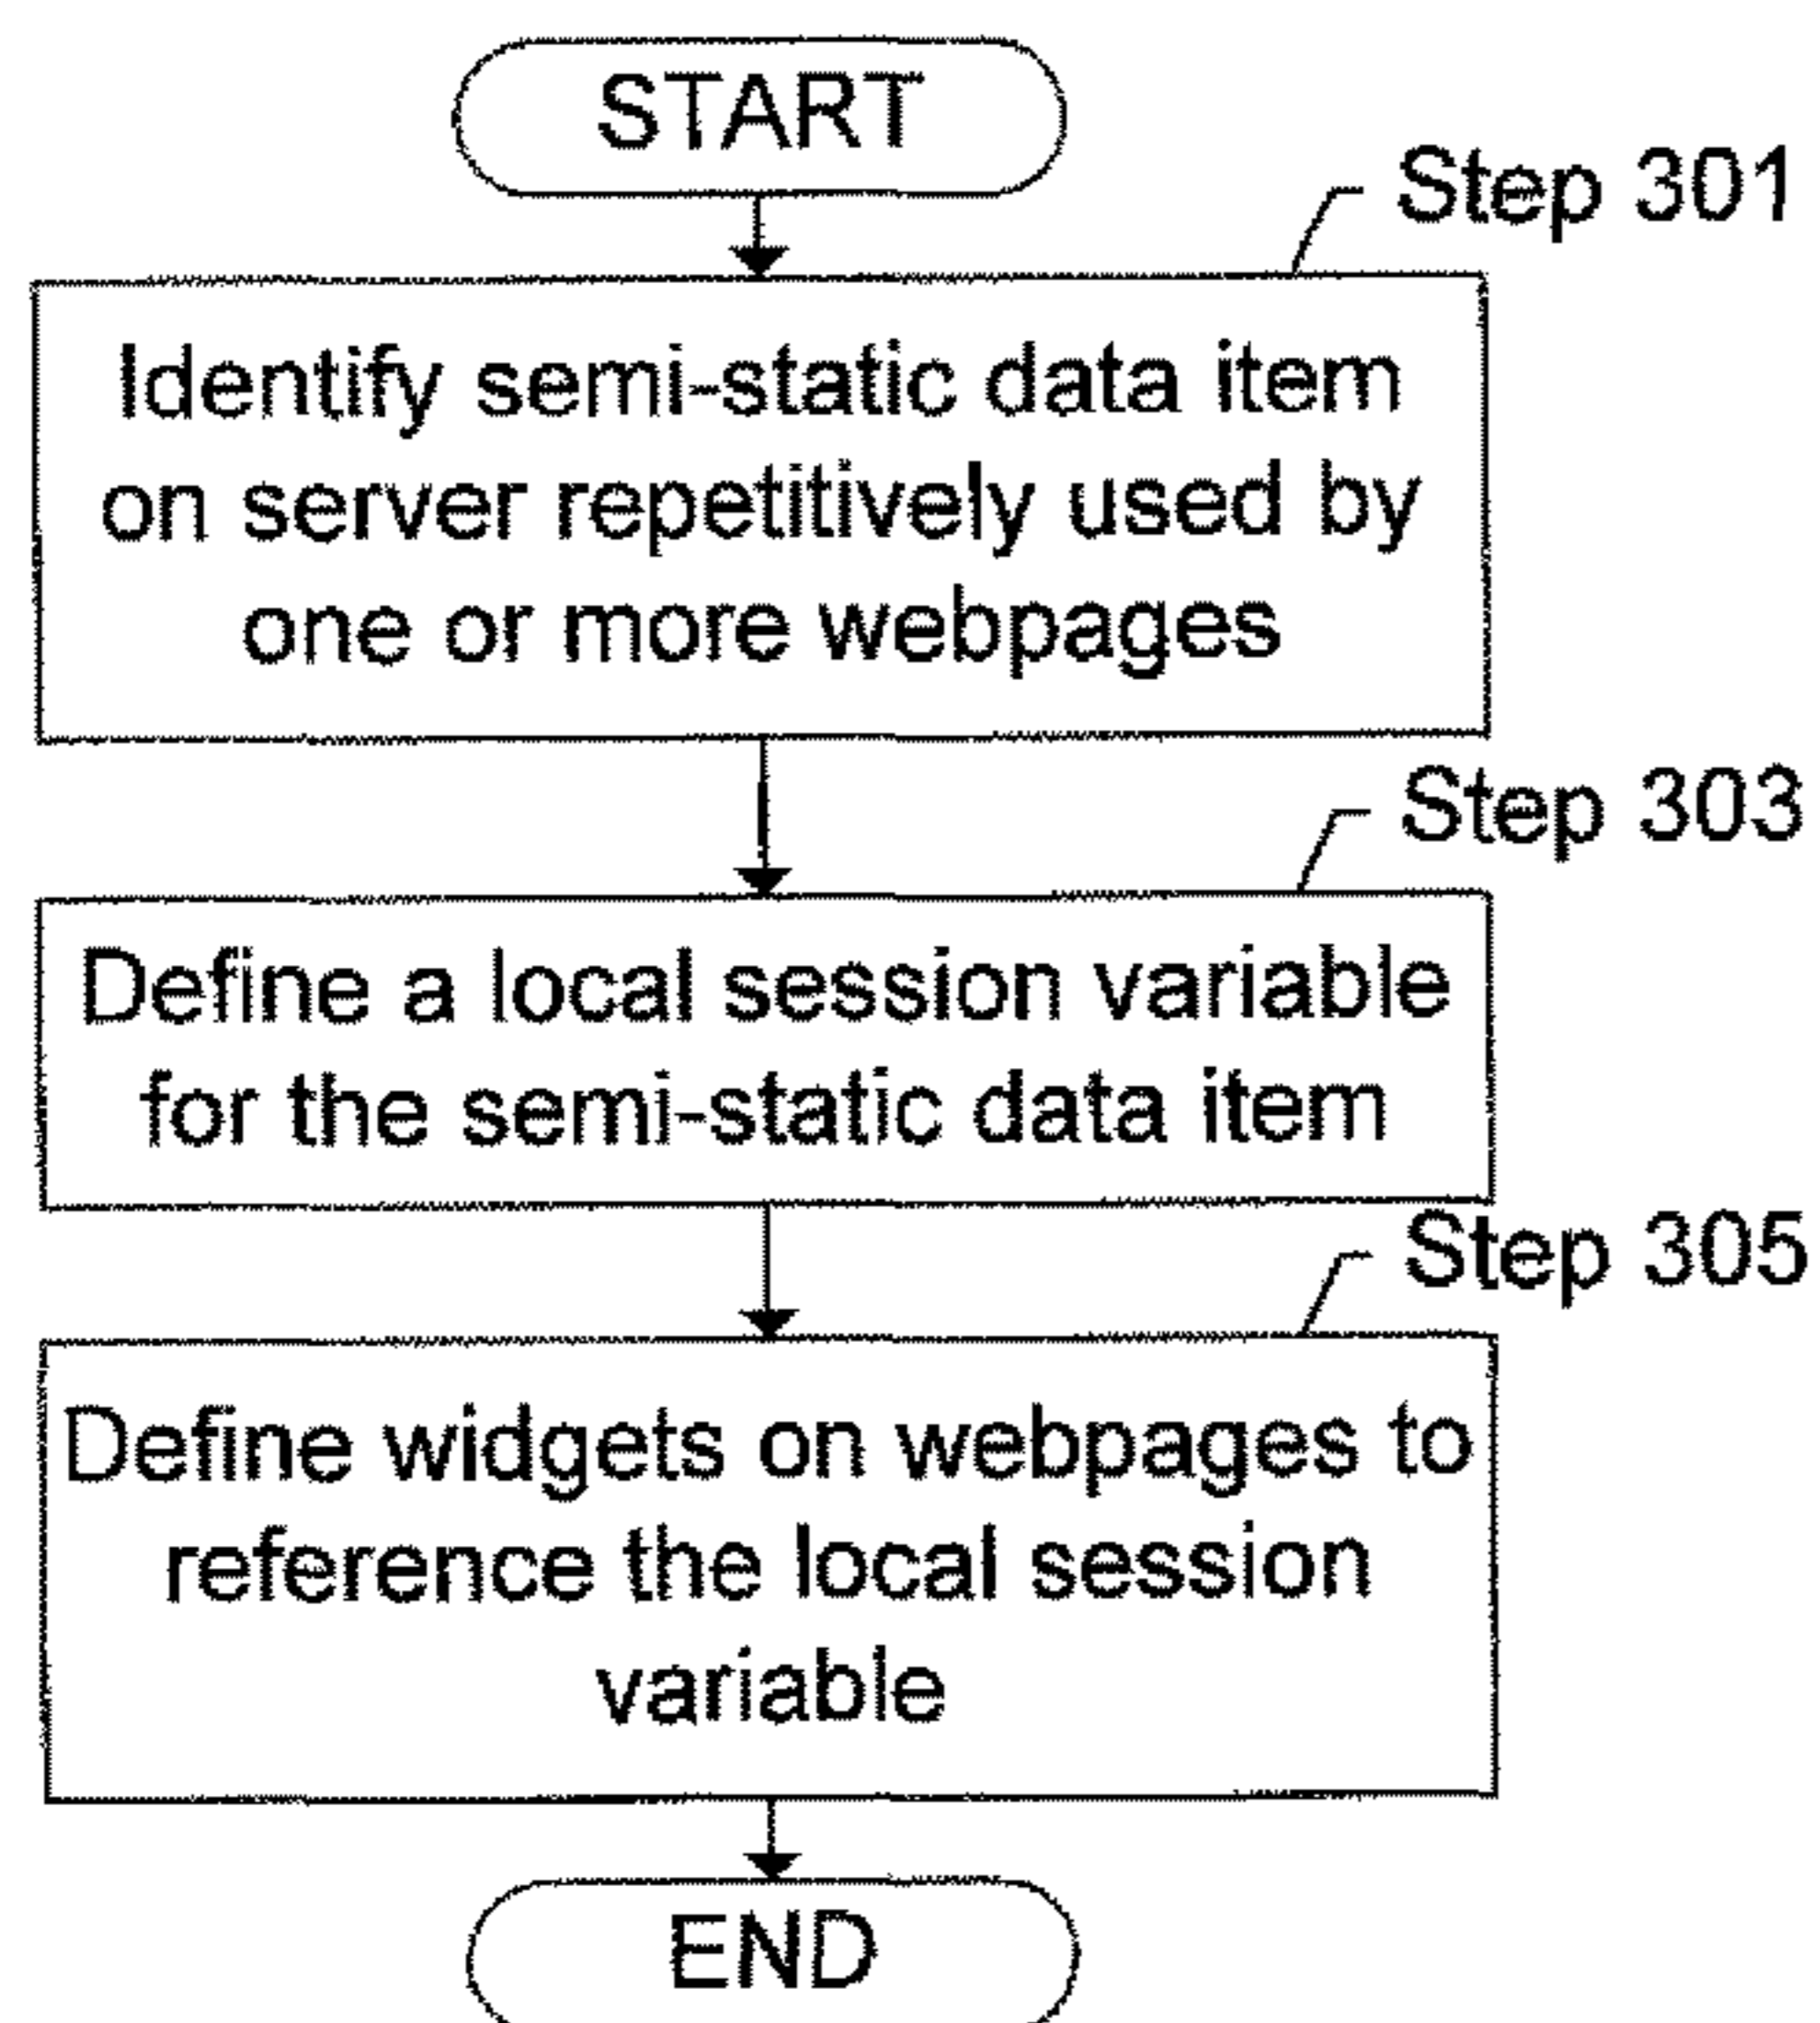 START
Step 301
Identify semi-static data item
on server repetitively used by
one or more webpages
Step 303
Define a local session variable
for the semi-static data item
Step 305
Define widgets on webpages to
reference the local session
variable
END